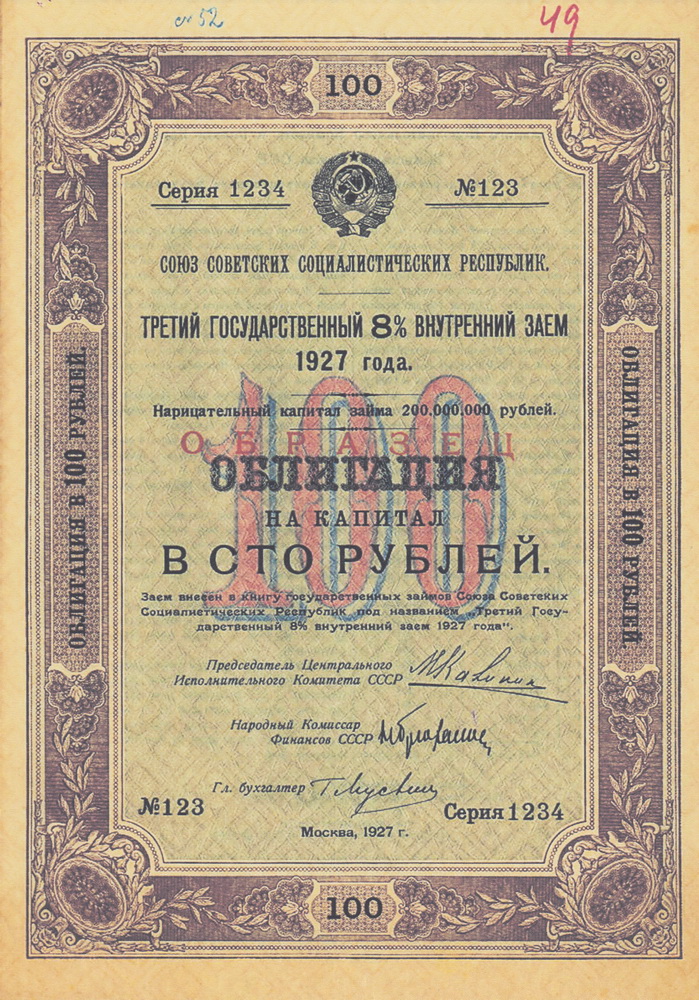 №52
49
100
Серия 1234
№123
СОЮЗ СОВЕТСКИХ СОЦИАЛИСТИЧЕСКИХ РЕСПУБЛИК.
ТРЕТИЙ ГОСУДАРСТВЕННЫЙ 8% ВНУТРЕННИЙ ЗАЕМ
1927 года.
100
Нарицательный капитал займа 200.000.000 рублей.
ОБРАЗЕЦ
ОБЛИГАЦИЯ
НА КАПИТАЛ
В СТО РУБЛЕЙ.
Заем внесен в книгу государственных займов Союза Советских
Социалистических Республик под названием „Третий Госу-
дарственный 8% внутренний заем 1927 года".
ОБЛИГАЦИЯ В 100 РУБЛЕЙ.
ОБЛИГАЦИЯ В 100 РУБЛЕЙ.
Председатель Центрального
Исполнительного Комитета СССР
Народный Комиссар
Финансов СССР
Гл. бухгалтер
№123
Серия 1234
Москва, 1927 г.
100